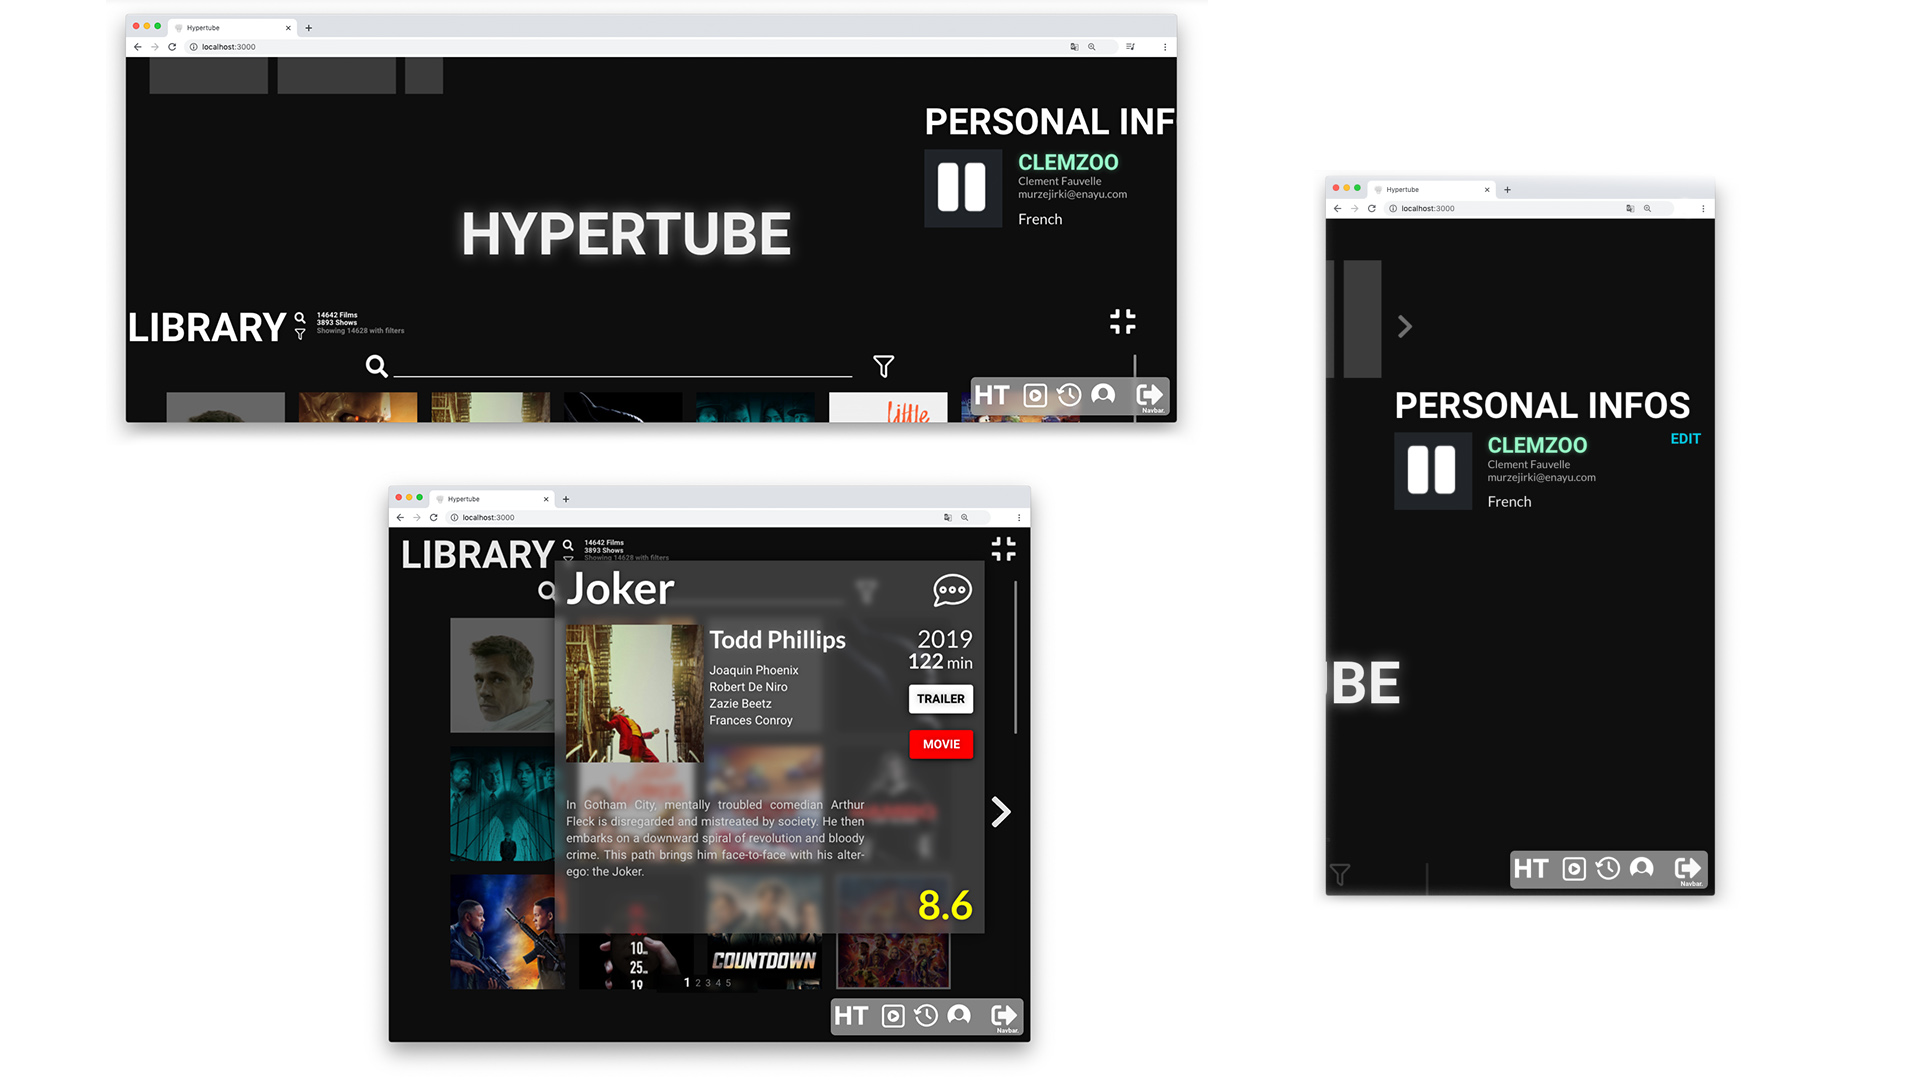 Hypertube
localhost:3000
PERSONAL INF
CLEMZOO
Clement Fauvelle
murzejirki@enayu.com
French
HYPERTUBE
LIBRARY
14642 Films
3893 Shows
Showing 14628 with filters
little
HT
Navbar.
Hypertube
localhost:3000
LIBRARY
14642 Films
3893 Shows
Showing 14628 with filters
Joker
Todd Phillips
Joaquin Phoenix
Robert De Niro
Zazie Beetz
Frances Conroy
2019
122 min
TRAILER
MOVIE
In Gotham City, mentally troubled comedian Arthur
Fleck is disregarded and mistreated by society. He then
embarks on a downward spiral of revolution and bloody
crime. This path brings him face-to-face with his alter-
ego: the Joker.
8.6
10
25
19
COUNTDOWN
1 2 3 4 5
HT
Navbar.
Hypertube
localhost:3000
PERSONAL INFOS
CLEMZOO
EDIT
Clement Fauvelle
murzejirki@enayu.com
French
BE
HT
Navbar.